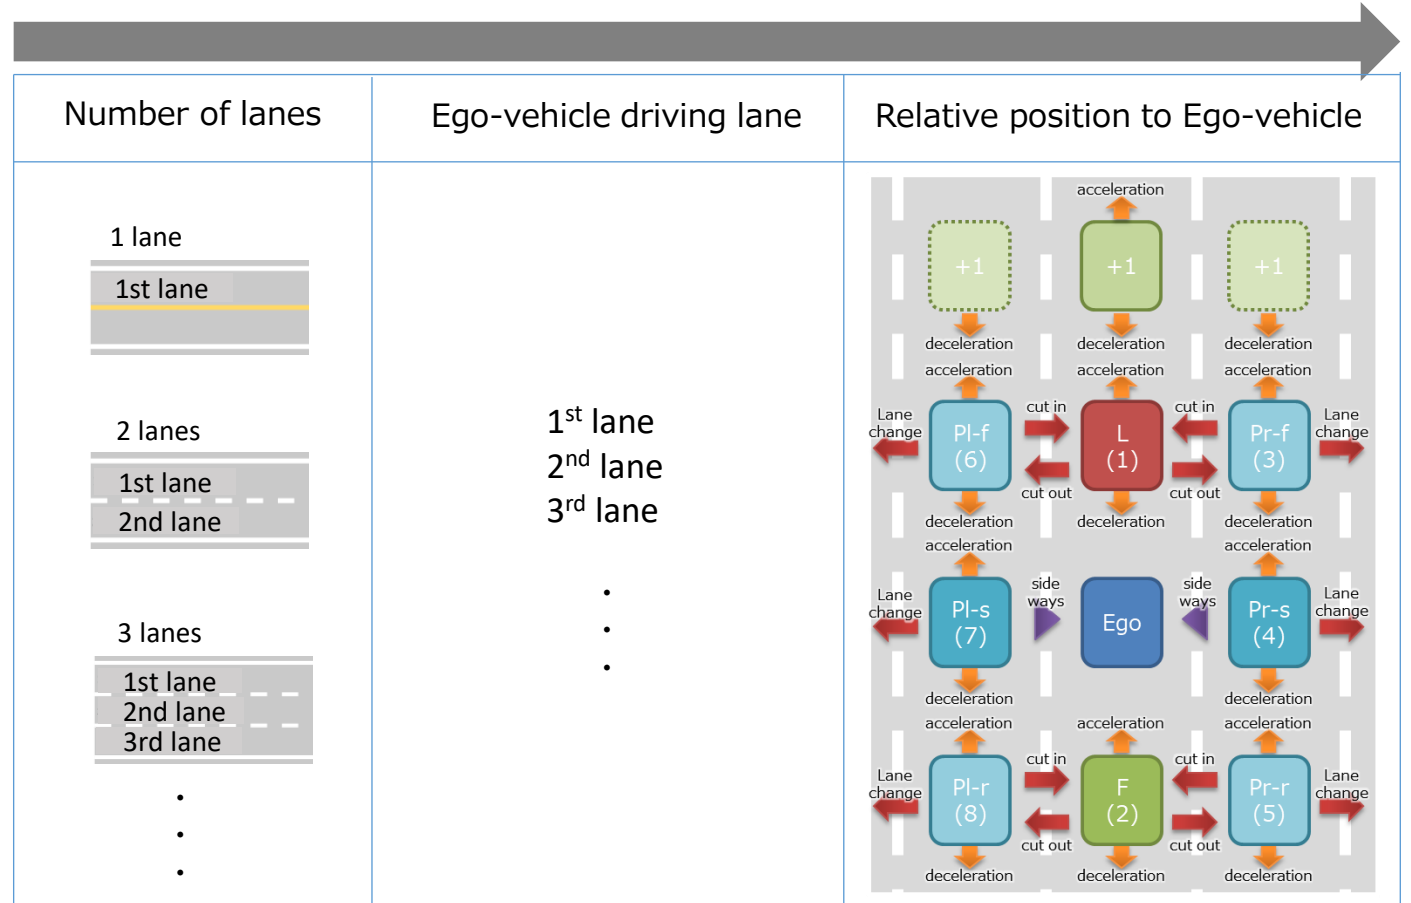 Number of lanes
Ego-vehicle driving lane
Relative position to Ego-vehicle
1 lane
1st lane
2 lanes
1st lane
2nd lane
3 lanes
1st lane
2nd lane
3rd lane
.
.
.
1st lane
2nd lane
3rd lane
.
.
.
acceleration
+1
+1
+1
deceleration
deceleration
deceleration
acceleration
acceleration
acceleration
Lane
change
Pl-f
(6)
cut in
cut out
L
(1)
cut in
cut out
Pr-f
(3)
Lane
change
deceleration
deceleration
deceleration
acceleration
acceleration
Lane
change
Pl-s
(7)
side
ways
Ego
side
ways
Pr-s
(4)
Lane
change
deceleration
deceleration
acceleration
acceleration
acceleration
Lane
change
Pl-r
(8)
cut in
cut out
F
(2)
cut in
cut out
Pr-r
(5)
Lane
change
deceleration
deceleration
deceleration